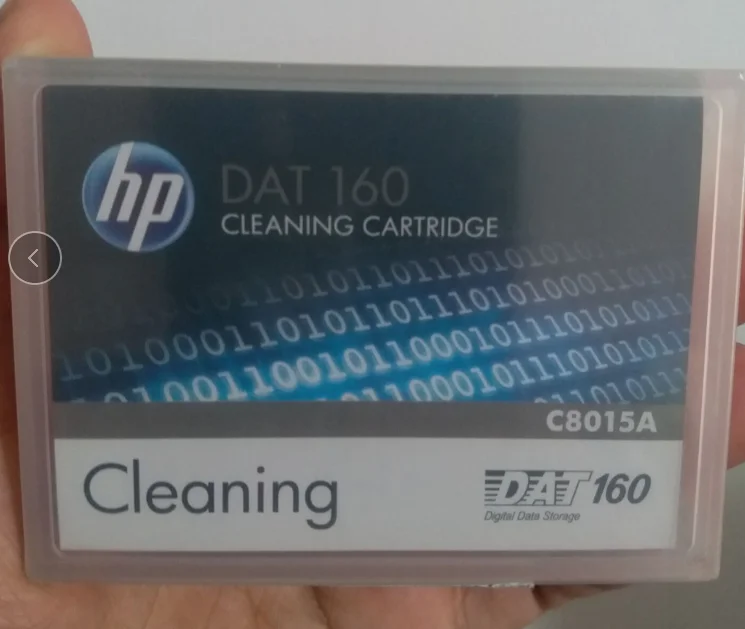 hp
DAT 160
CLEANING CARTRIDGE
C8015A
Cleaning
DAT 160
Digital Data Storage